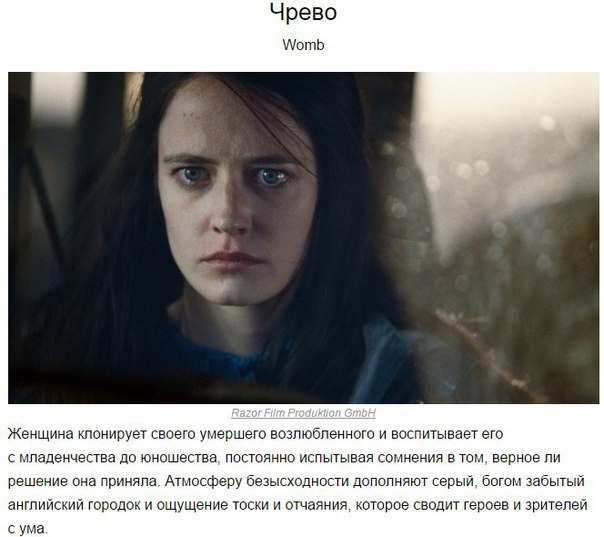 Чрево
Womb
Razor Film Produktion GmbH
Женщина клонирует своего умершего возлюбленного и воспитывает его
с младенчества до юношества, постоянно испытывая сомнения в том, верное ли
решение она приняла. Атмосферу безысходности дополняют серый, богом забытый
английский городок и ощущение тоски и отчаяния, которое сводит героев и зрителей
с ума.